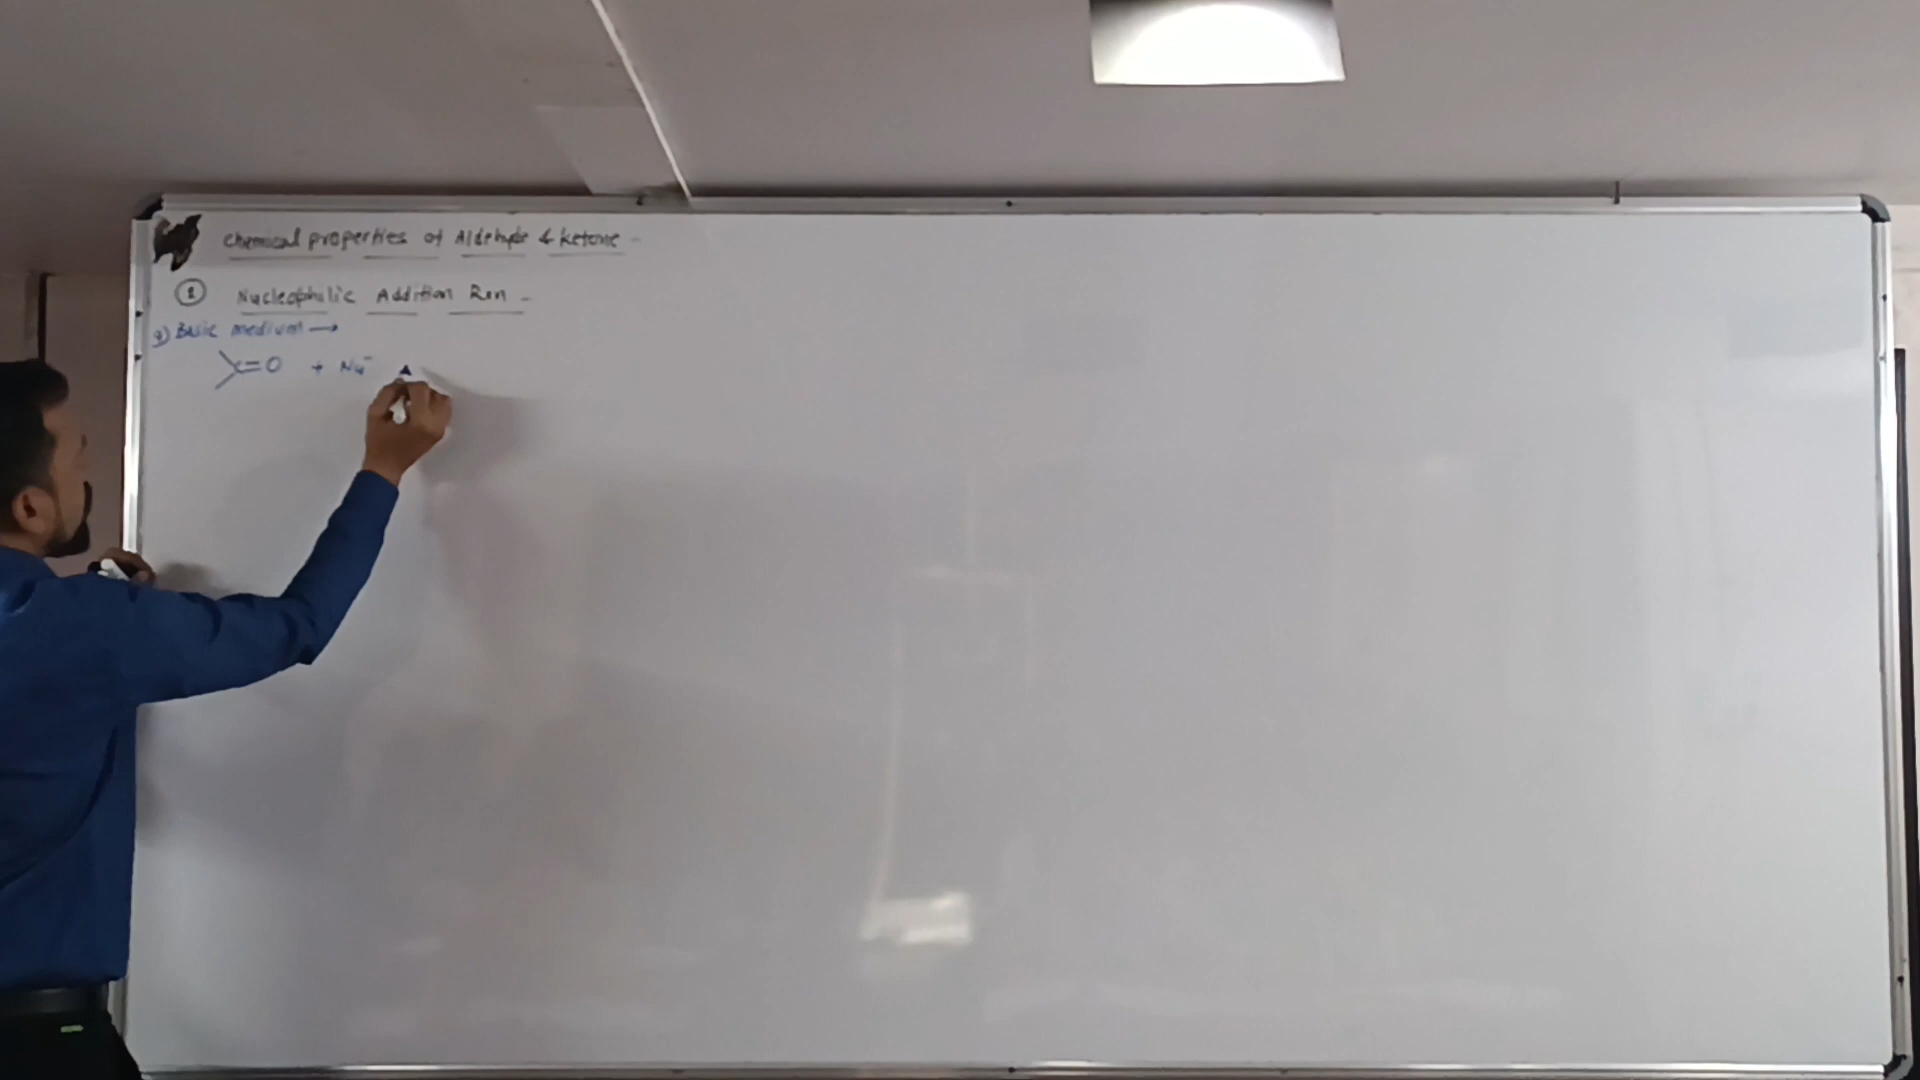 Chemical properties of Aldehyde & ketone -
① Nucleophilic Addition Rxn -
a) Basic medium →
C=O + Nu⁻